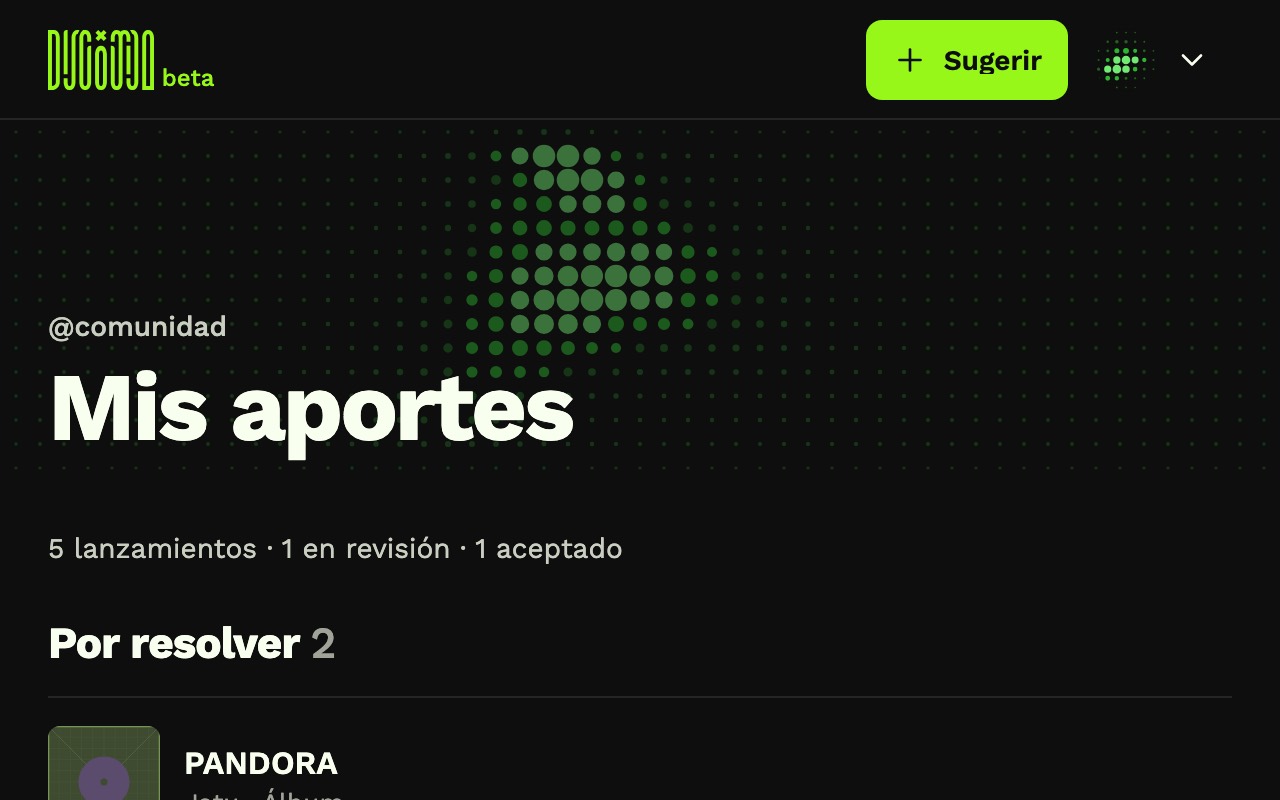 beta
Sugerir
@comunidad
Mis aportes
5 lanzamientos · 1 en revisión · 1 aceptado
Por resolver 2
PANDORA